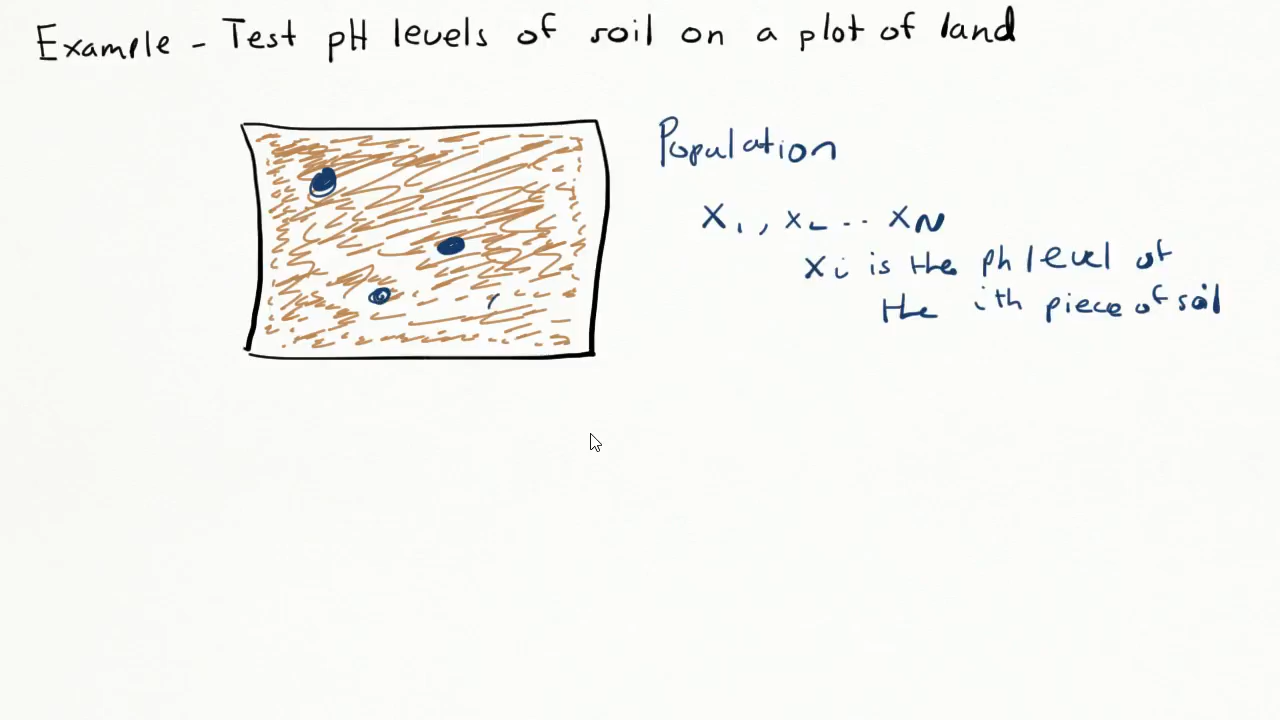 Example - Test pH levels of soil on a plot of land
Population
x₁, x₂ .. xN
xi is the ph level of
the ith piece of soil